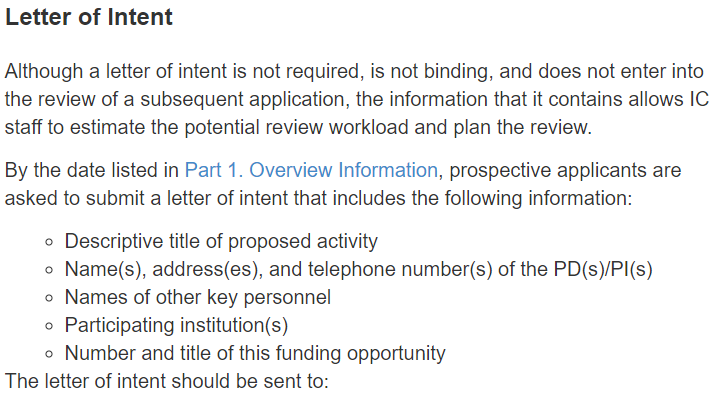 Letter of Intent
Although a letter of intent is not required, is not binding, and does not enter into
the review of a subsequent application, the information that it contains allows IC
staff to estimate the potential review workload and plan the review.
By the date listed in Part 1. Overview Information, prospective applicants are
asked to submit a letter of intent that includes the following information:
◦ Descriptive title of proposed activity
◦ Name(s), address(es), and telephone number(s) of the PD(s)/PI(s)
◦ Names of other key personnel
◦ Participating institution(s)
◦ Number and title of this funding opportunity
The letter of intent should be sent to: